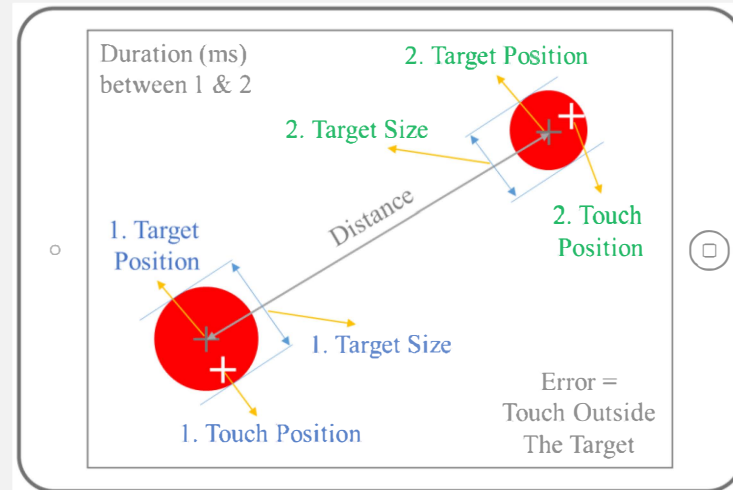 Duration (ms)
between 1 & 2
2. Target Position
2. Target Size
Distance
2. Touch
Position
1. Target
Position
1. Target Size
1. Touch Position
Error =
Touch Outside
The Target